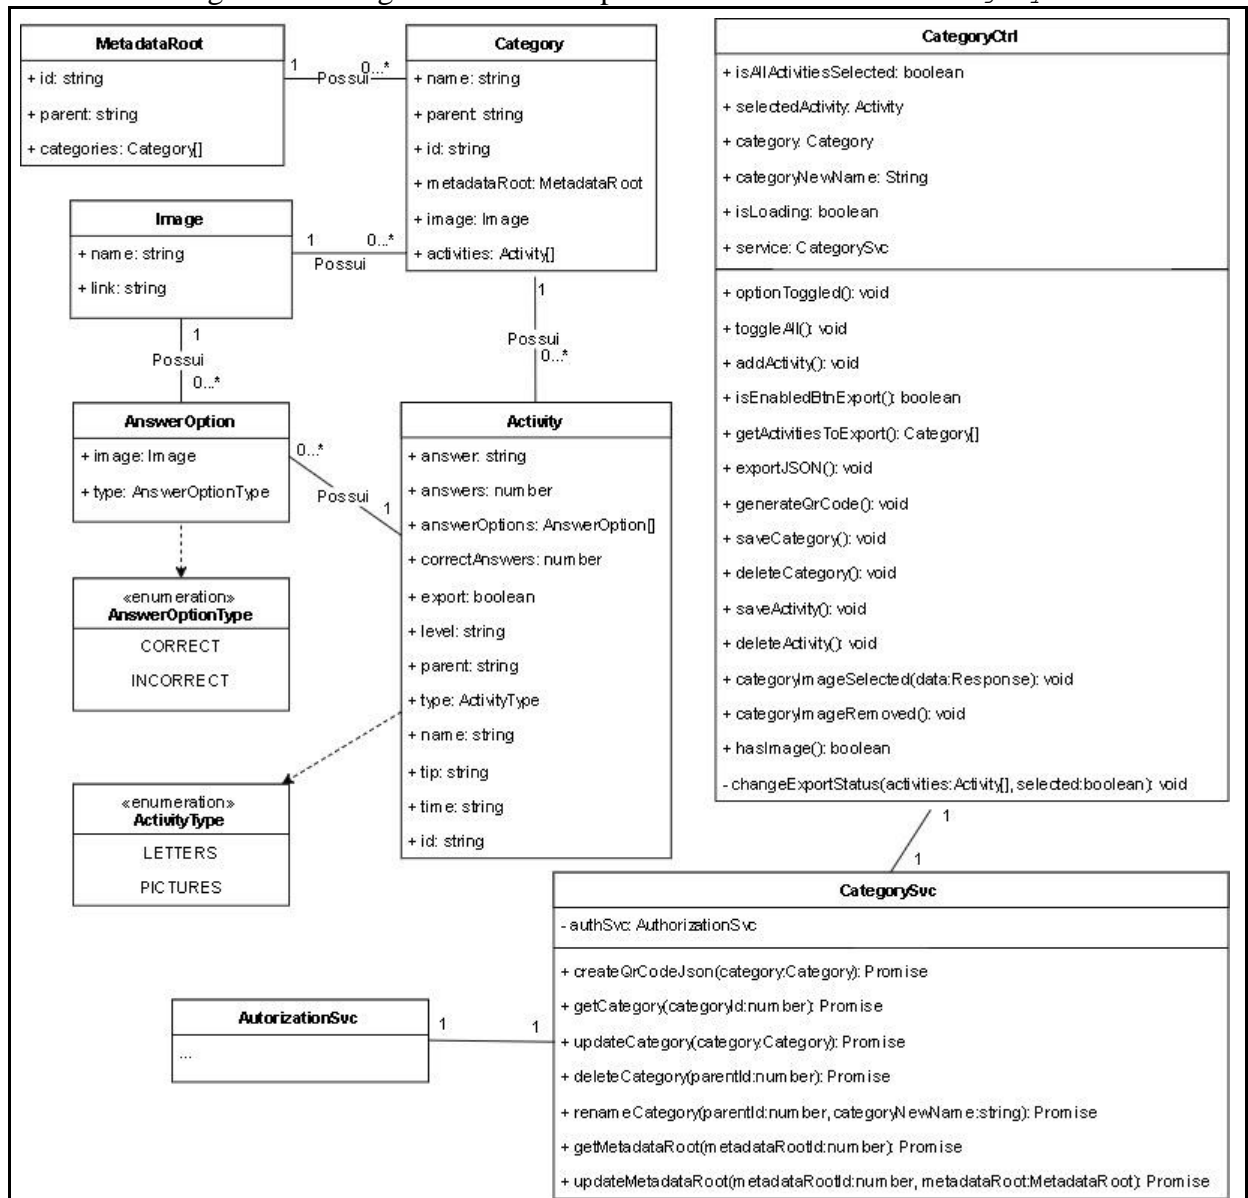 MetadataRoot
+ id: string
+ parent: string
+ categories: Category[]
1
Possui
0...*
Category
+ name: string
+ parent: string
+ id: string
+ metadataRoot: MetadataRoot
+ image: Image
+ activities: Activity[]
Image
+ name: string
+ link: string
1
0...*
Possui
1
Possui
0...*
1
Possui
0...*
AnswerOption
+ image: Image
+ type: AnswerOptionType
0...*
Possui
1
Activity
+ answer: string
+ answers: number
+ answerOptions: AnswerOption[]
+ correctAnswers: number
+ export: boolean
+ level: string
+ parent: string
+ type: ActivityType
+ name: string
+ tip: string
+ time: string
+ id: string
«enumeration»
AnswerOptionType
CORRECT
INCORRECT
«enumeration»
ActivityType
LETTERS
PICTURES
CategoryCtrl
+ isAllActivitiesSelected: boolean
+ selectedActivity: Activity
+ category: Category
+ categoryNewName: String
+ isLoading: boolean
+ service: CategorySvc
+ optionToggled(): void
+ toggleAll(): void
+ addActivity(): void
+ isEnabledBtnExport(): boolean
+ getActivitiesToExport(): Category[]
+ exportJSON(): void
+ generateQrCode(): void
+ saveCategory(): void
+ deleteCategory(): void
+ saveActivity(): void
+ deleteActivity(): void
+ categoryImageSelected(data:Response): void
+ categoryImageRemoved(): void
+ hasImage(): boolean
- changeExportStatus(activities:Activity[], selected:boolean): void
1
1
CategorySvc
- authSvc: AuthorizationSvc
+ createQrCodeJson(category:Category): Promise
+ getCategory(categoryId:number): Promise
+ updateCategory(category:Category): Promise
+ deleteCategory(parentId:number): Promise
+ renameCategory(parentId:number, categoryNewName:string): Promise
+ getMetadataRoot(metadataRootId:number): Promise
+ updateMetadataRoot(metadataRootId:number, metadataRoot:MetadataRoot): Promise
AutorizationSvc
...
1
1